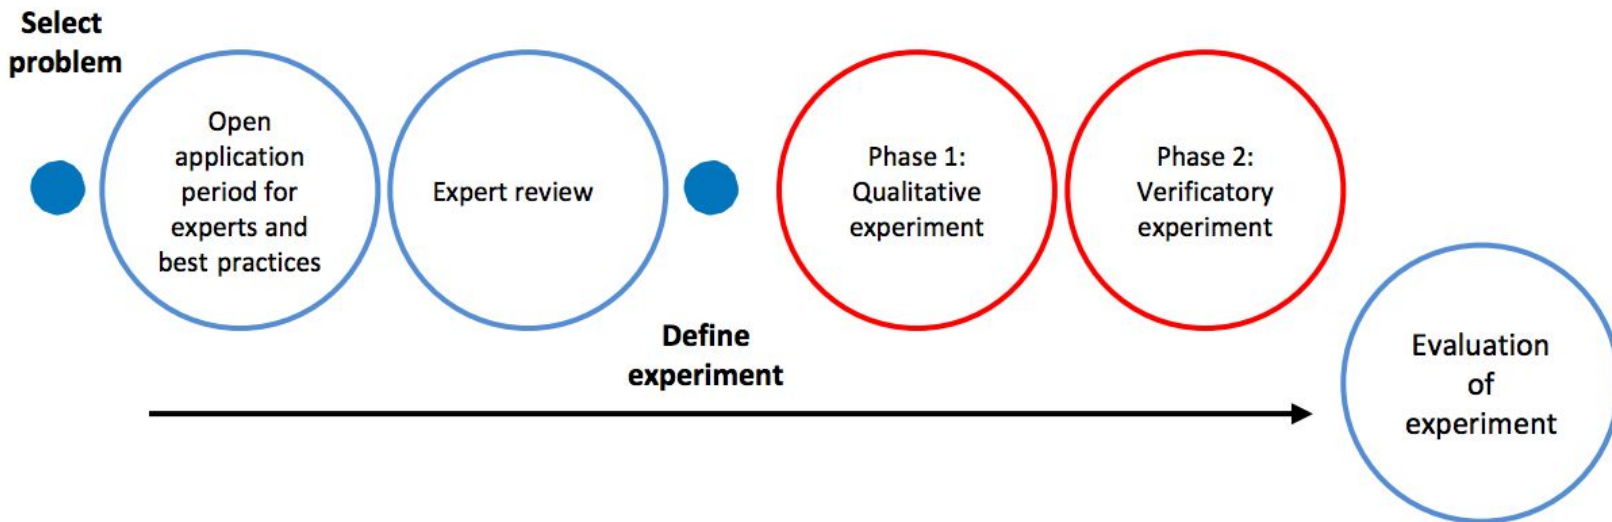 Select
problem
Open
application
period for
experts and
best practices
Expert review
Define
experiment
Phase 1:
Qualitative
experiment
Phase 2:
Verificatory
experiment
Evaluation
of
experiment